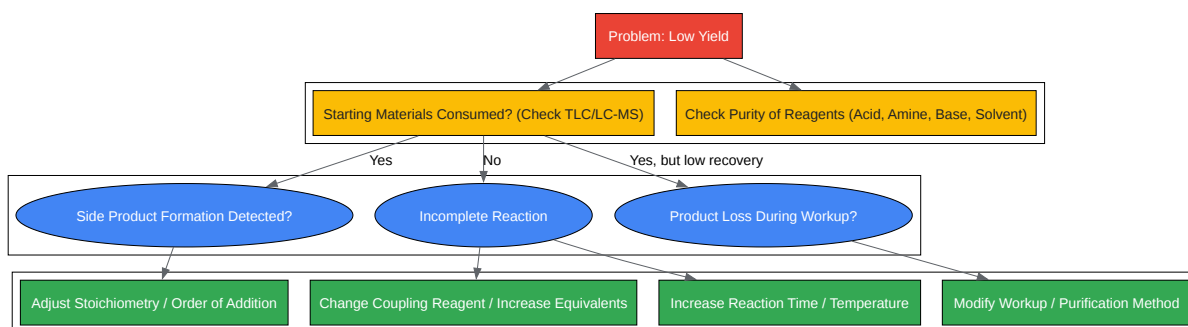 Problem: Low Yield
Starting Materials Consumed? (Check TLC/LC-MS)
Check Purity of Reagents (Acid, Amine, Base, Solvent)
Yes
No
Yes, but low recovery
Side Product Formation Detected?
Incomplete Reaction
Product Loss During Workup?
Adjust Stoichiometry / Order of Addition
Change Coupling Reagent / Increase Equivalents
Increase Reaction Time / Temperature
Modify Workup / Purification Method